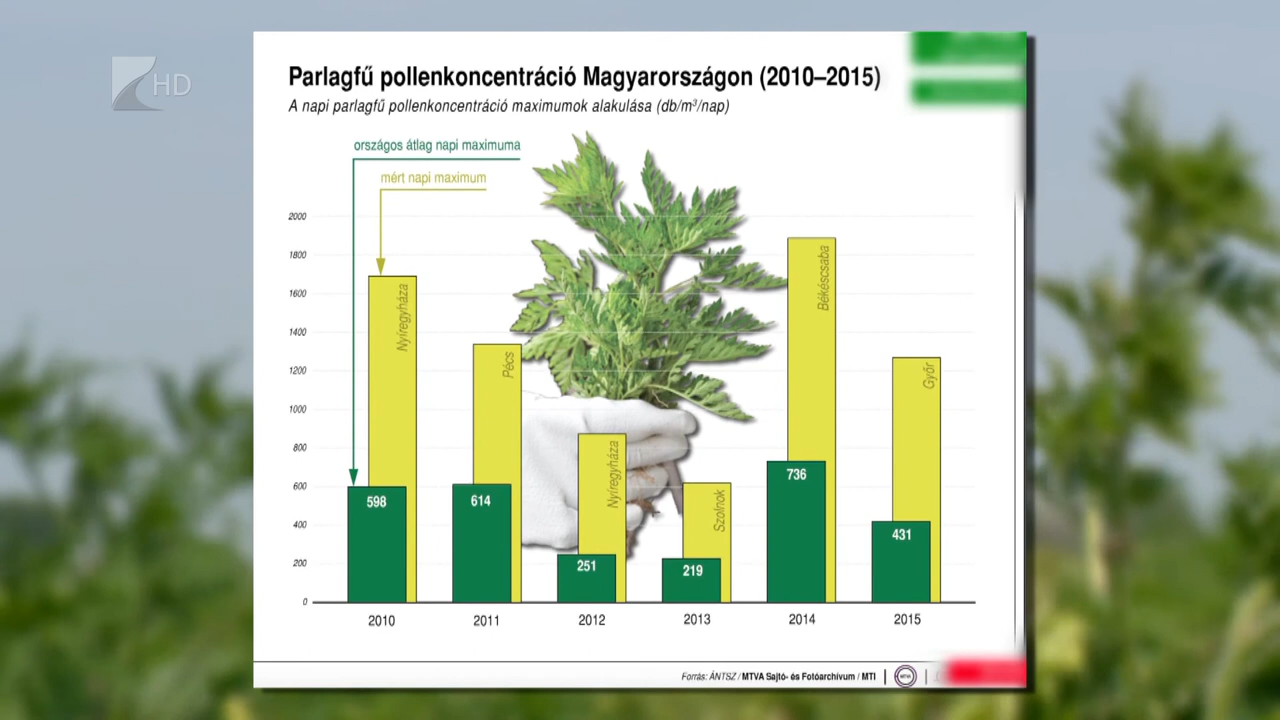 HD
Parlagfű pollenkoncentráció Magyarországon (2010–2015)
A napi parlagfű pollenkoncentráció maximumok alakulása (db/m³/nap)
országos átlag napi maximuma
mért napi maximum
2000
1800
1600
1400
1200
1000
800
600
400
200
0
Nyíregyháza
Pécs
Nyíregyháza
Szolnok
Békéscsaba
Győr
598
614
251
219
736
431
2010
2011
2012
2013
2014
2015
Forrás: ÁNTSZ / MTVA Sajtó- és Fotóarchívum / MTI
MTVA